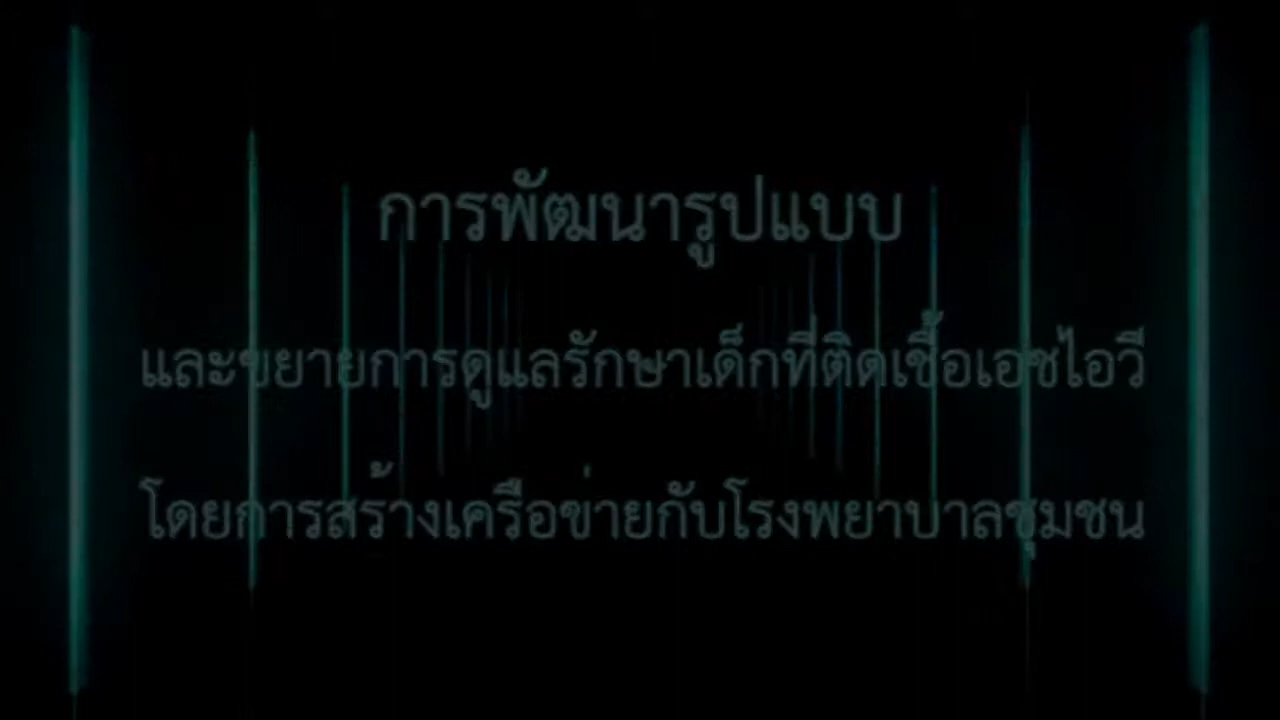 การพัฒนารูปแบบ
และขยายการดูแลรักษาเด็กที่ติดเชื้อเอชไอวี
โดยการสร้างเครือข่ายกับโรงพยาบาลชุมชน